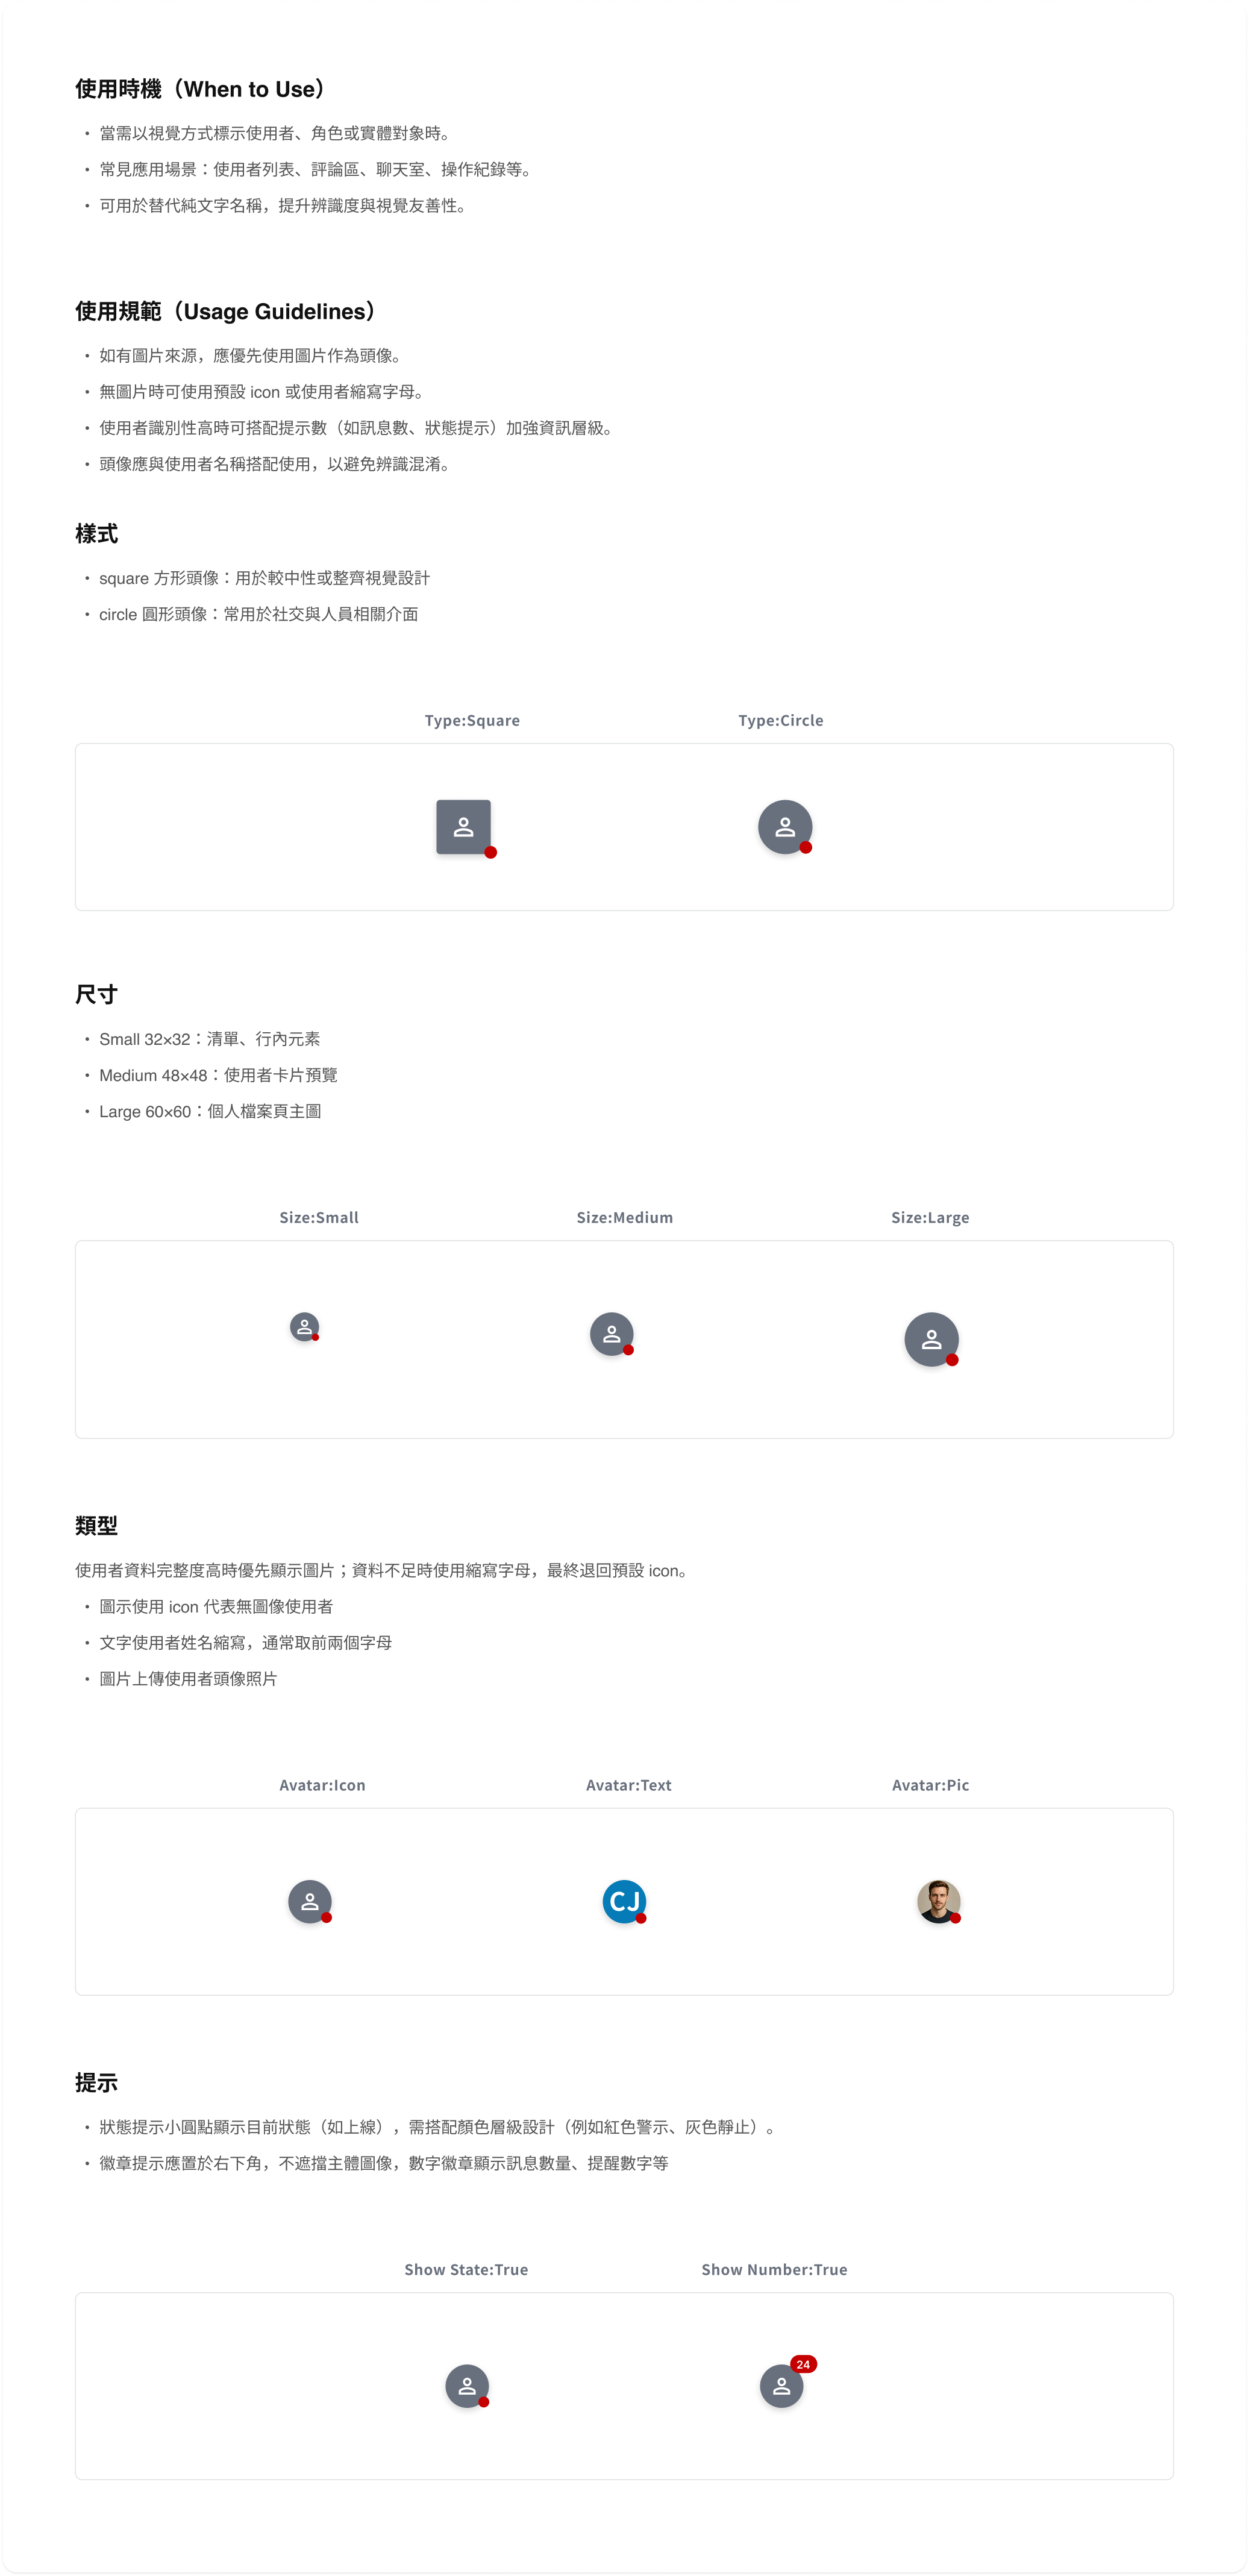 使用時機（When to Use）
• 當需以視覺方式標示使用者、角色或實體對象時。
• 常見應用場景：使用者列表、評論區、聊天室、操作紀錄等。
• 可用於替代純文字名稱，提升辨識度與視覺友善性。
使用規範（Usage Guidelines）
• 如有圖片來源，應優先使用圖片作為頭像。
• 無圖片時可使用預設 icon 或使用者縮寫字母。
• 使用者識別性高時可搭配提示數（如訊息數、狀態提示）加強資訊層級。
• 頭像應與使用者名稱搭配使用，以避免辨識混淆。
樣式
• square 方形頭像：用於較中性或整齊視覺設計
• circle 圓形頭像：常用於社交與人員相關介面
Type:Square Type:Circle
尺寸
• Small 32×32：清單、行內元素
• Medium 48×48：使用者卡片預覽
• Large 60×60：個人檔案頁主圖
Size:Small Size:Medium Size:Large
類型
使用者資料完整度高時優先顯示圖片；資料不足時使用縮寫字母，最終退回預設 icon。
• 圖示使用 icon 代表無圖像使用者
• 文字使用者姓名縮寫，通常取前兩個字母
• 圖片上傳使用者頭像照片
Avatar:Icon Avatar:Text Avatar:Pic
CJ
提示
• 狀態提示小圓點顯示目前狀態（如上線），需搭配顏色層級設計（例如紅色警示、灰色靜止）。
• 徽章提示應置於右下角，不遮擋主體圖像，數字徽章顯示訊息數量、提醒數字等
Show State:True Show Number:True
24